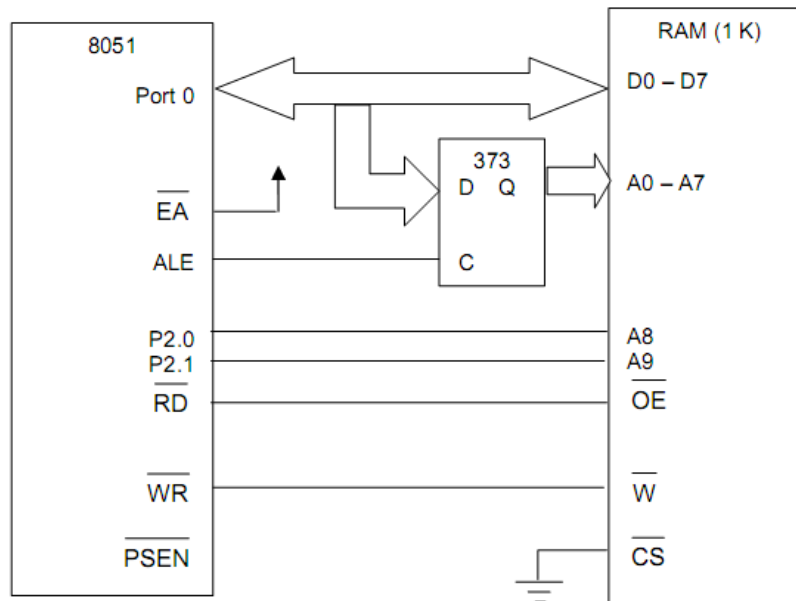 8051
Port 0
EA
ALE
P2.0
P2.1
RD
WR
PSEN
373
D Q
C
RAM (1 K)
D0 – D7
A0 – A7
A8
A9
OE
W
CS